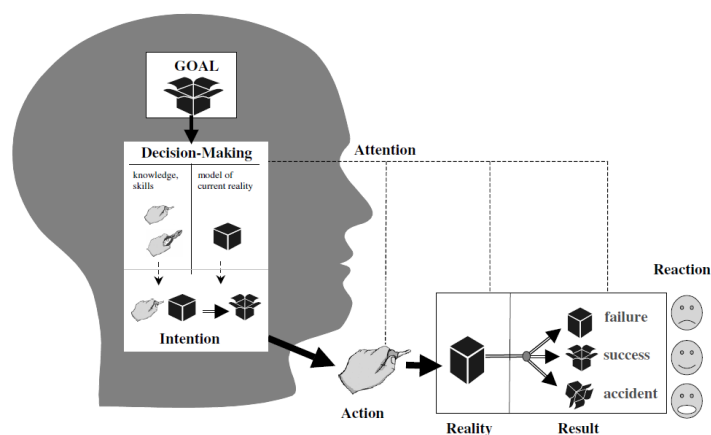 GOAL
Decision-Making
knowledge,
skills
model of
current reality
Intention
Attention
Reaction
failure
success
accident
Action
Reality
Result